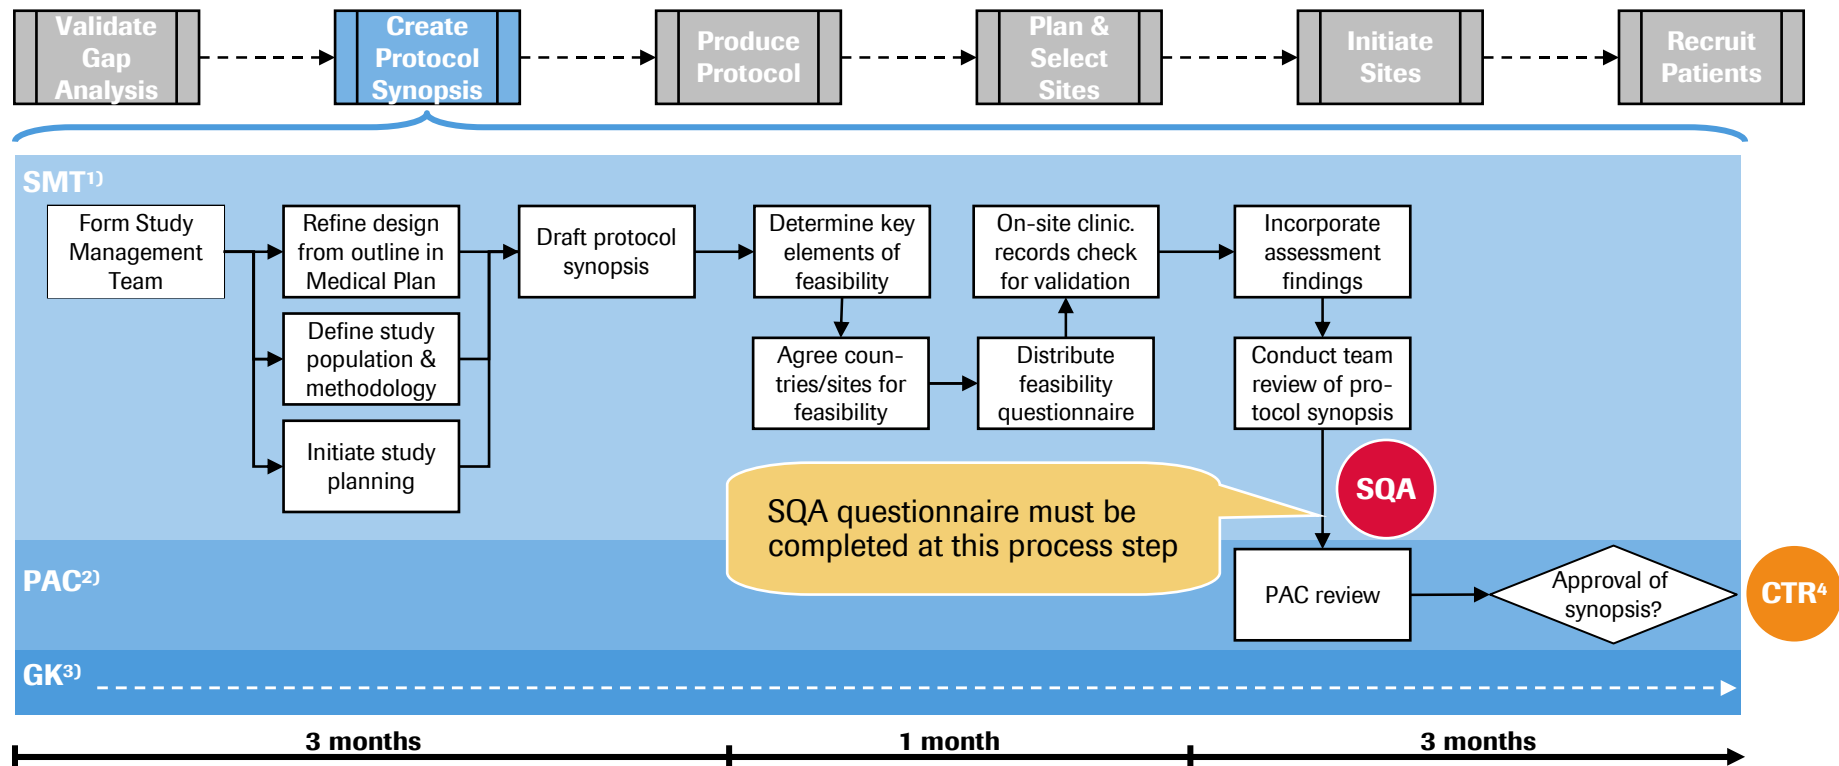 Validate
Gap
Analysis
Create
Protocol
Synopsis
Produce
Protocol
Plan &
Select
Sites
Initiate
Sites
Recruit
Patients
SMT1)
Form Study
Management
Team
Refine design
from outline in
Medical Plan
Define study
population &
methodology
Initiate study
planning
Draft protocol
synopsis
Determine key
elements of
feasibility
Agree coun-
tries/sites for
feasibility
Distribute
feasibility
questionnaire
On-site clinic.
records check
for validation
Incorporate
assessment
findings
Conduct team
review of pro-
tocol synopsis
SQA
SQA questionnaire must be
completed at this process step
PAC2)
PAC review
Approval of
synopsis?
CTR4
GK3)
3 months
1 month
3 months